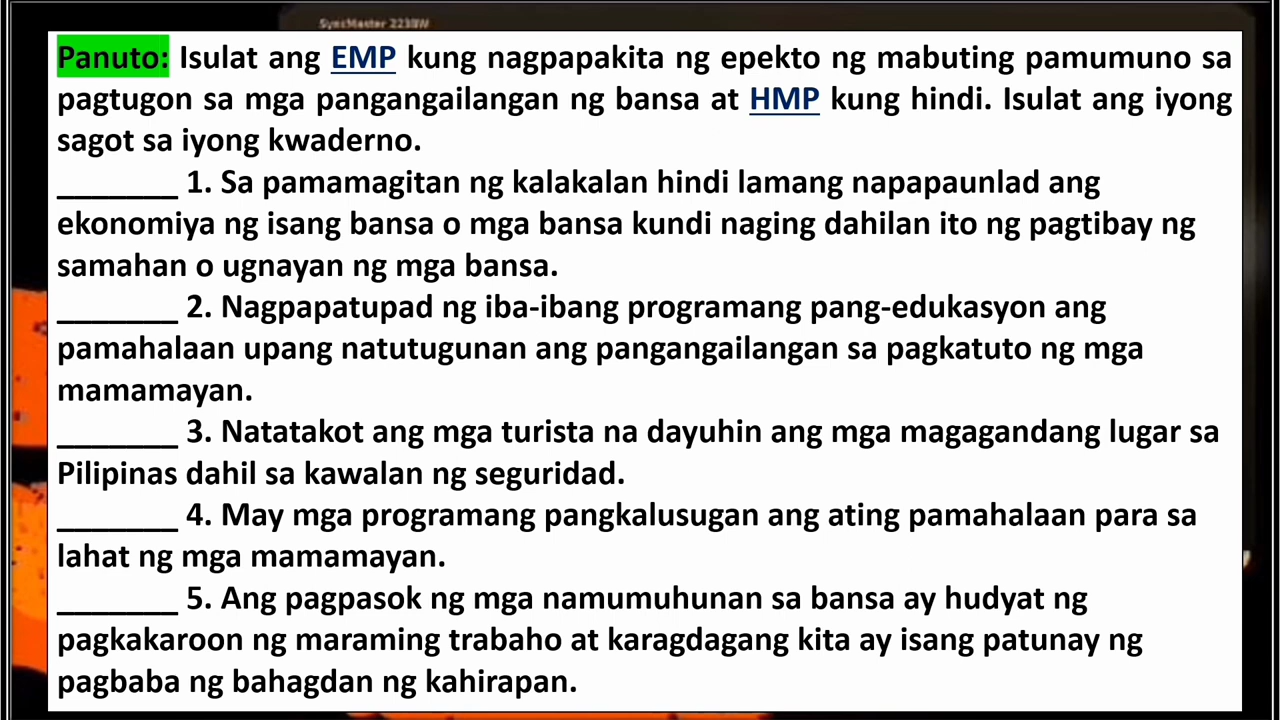 SyncMaster 2233SW
Panuto: Isulat ang EMP kung nagpapakita ng epekto ng mabuting pamumuno sa
pagtugon sa mga pangangailangan ng bansa at HMP kung hindi. Isulat ang iyong
sagot sa iyong kwaderno.
_______ 1. Sa pamamagitan ng kalakalan hindi lamang napapaunlad ang
ekonomiya ng isang bansa o mga bansa kundi naging dahilan ito ng pagtibay ng
samahan o ugnayan ng mga bansa.
_______ 2. Nagpapatupad ng iba-ibang programang pang-edukasyon ang
pamahalaan upang natutugunan ang pangangailangan sa pagkatuto ng mga
mamamayan.
_______ 3. Natatakot ang mga turista na dayuhin ang mga magagandang lugar sa
Pilipinas dahil sa kawalan ng seguridad.
_______ 4. May mga programang pangkalusugan ang ating pamahalaan para sa
lahat ng mga mamamayan.
_______ 5. Ang pagpasok ng mga namumuhunan sa bansa ay hudyat ng
pagkakaroon ng maraming trabaho at karagdagang kita ay isang patunay ng
pagbaba ng bahagdan ng kahirapan.